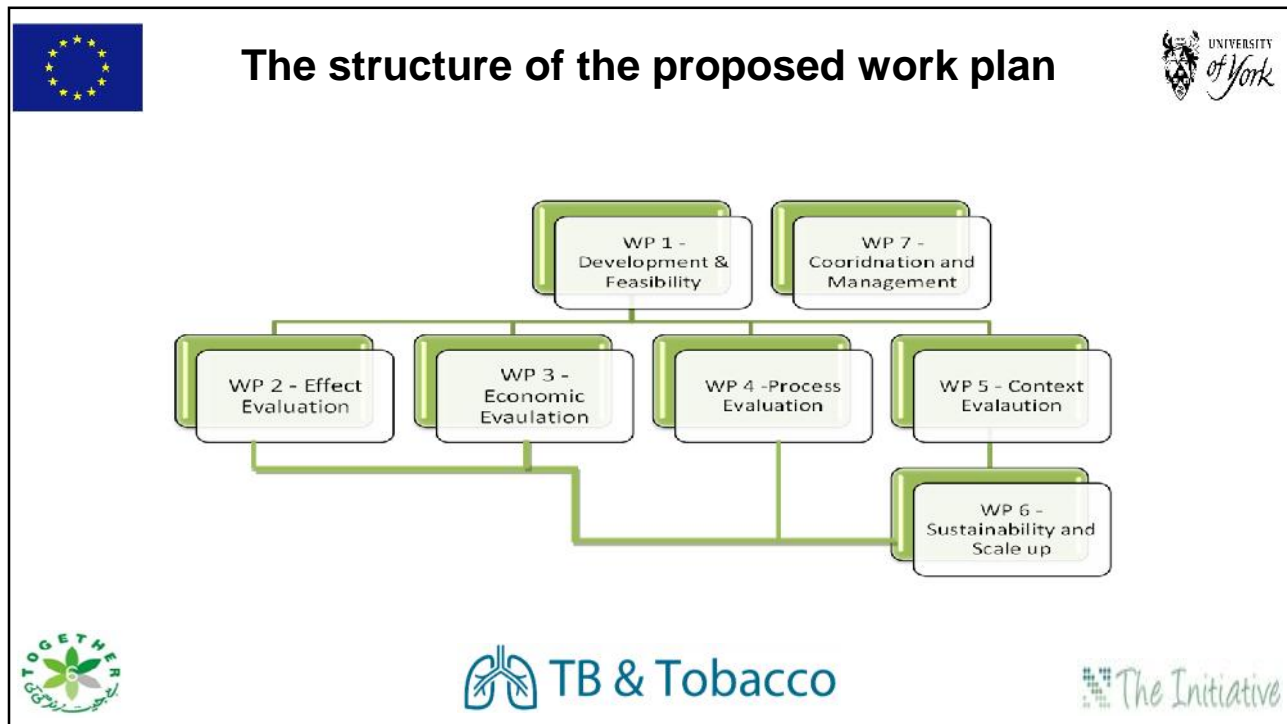 The structure of the proposed work plan
UNIVERSITY
of York
WP 1 -
Development &
Feasibility
WP 7 -
Cooridnation and
Management
WP 2 - Effect
Evaluation
WP 3 -
Economic
Evaulation
WP 4 -Process
Evaluation
WP 5 - Context
Evalaution
WP 6 -
Sustainability and
Scale up
TOGETHER
6
TB & Tobacco
The Initiative